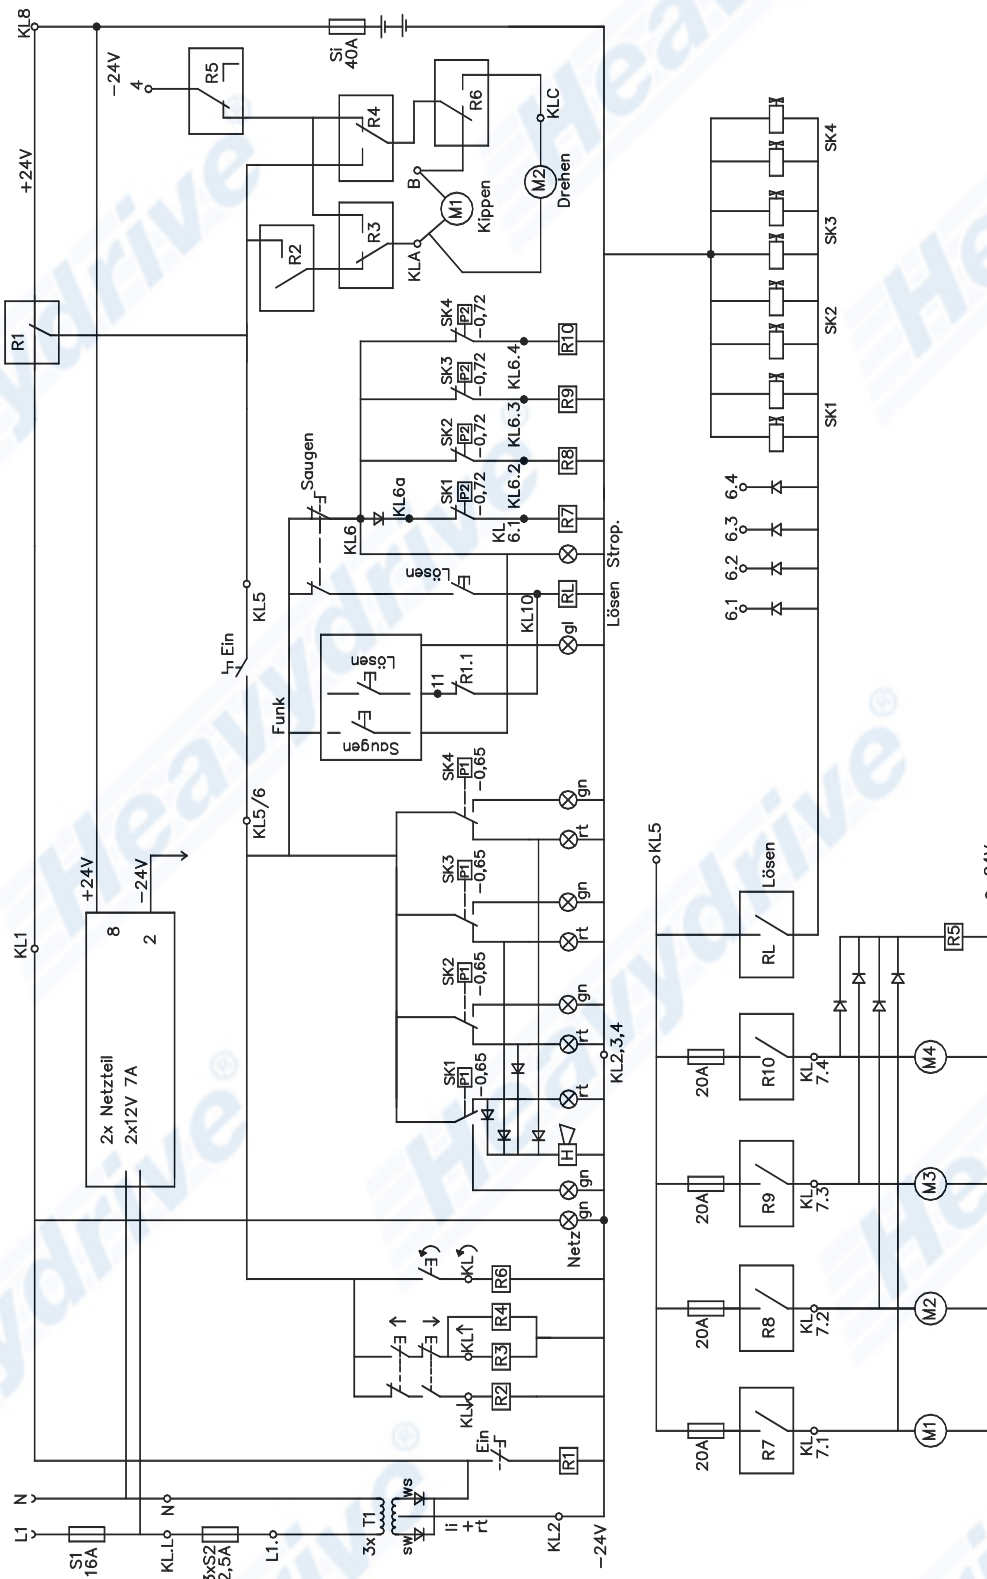 KL8
+24V
-24V
4
R5
Si
40A
R4
R6
KLC
B
M1
Kippen
M2
Drehen
R2
R3
KLA
R1
SK4
P2
-0,72
KL6.4
R10
SK3
P2
-0,72
KL6.3
R9
SK2
P2
-0,72
KL6.2
R8
SK1
P2
-0,72
KL
6.1
R7
Saugen
KL6
KL6a
Lösen
KL10
RL
Lösen Strop.
gl
KL5
Ein
Funk
Lösen
Saugen
11
R1.1
KL5/6
+24V
-24V
8
2
2x Netzteil
2x12V 7A
KL1
SK4
P1
-0,65
gn
rt
SK3
P1
-0,65
gn
rt
SK2
P1
-0,65
gn
rt
SK1
P1
-0,65
rt
H
gn
gn
Netz
KL2,3,4
KL
R6
KL
R4
R3
KL
R2
Ein
R1
N
L1
S1
16A
N
KL.L
3xS2
2,5A
L1.
3x T1
ws
sw
li
+
rt
KL2
-24V
SK4
SK3
SK2
SK1
6.4
6.3
6.2
6.1
KL5
Lösen
RL
R5
20A
R10
KL
7.4
M4
20A
R9
KL
7.3
M3
20A
R8
KL
7.2
M2
20A
R7
KL
7.1
M1
Heavydrive®